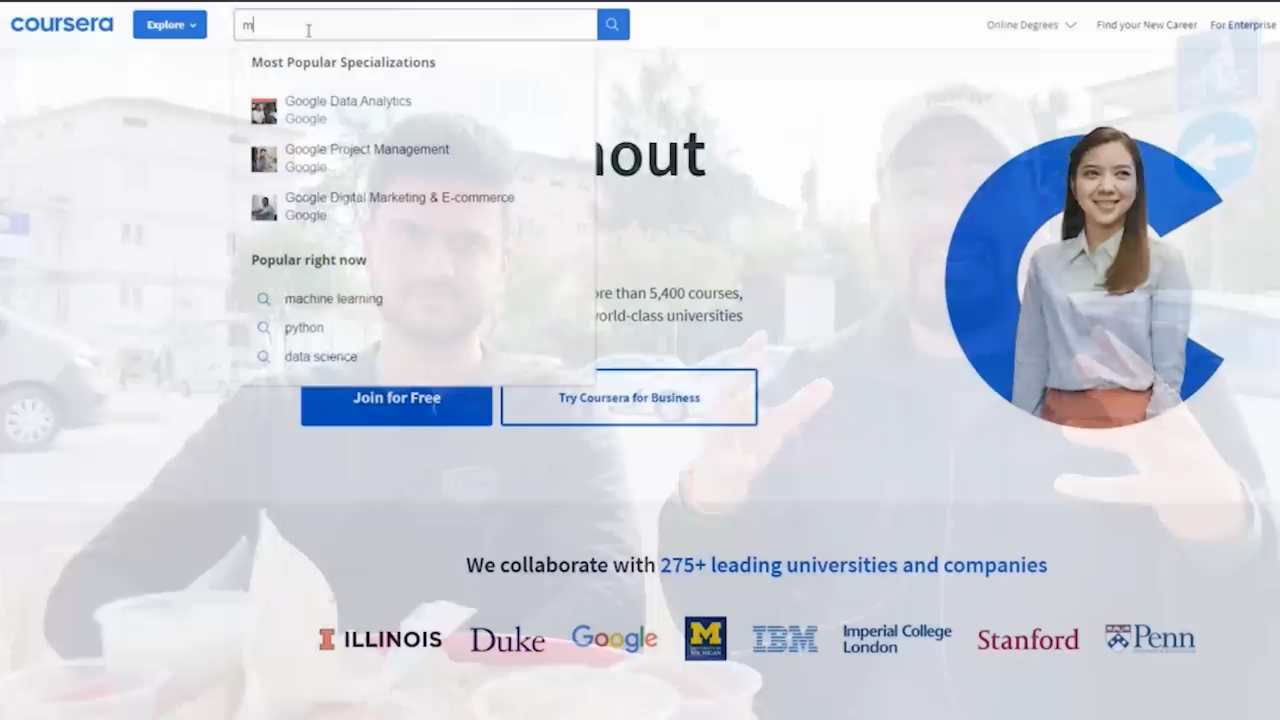 coursera
Explore
m
Online Degrees
Find your New Career
For Enterprise
Most Popular Specializations
Google Data Analytics
Google
Google Project Management
Google
Google Digital Marketing & E-commerce
Google
Popular right now
machine learning
python
data science
hout
ore than 5,400 courses,
world-class universities
Join for Free
Try Coursera for Business
We collaborate with 275+ leading universities and companies
I ILLINOIS
Duke
Google
M
IBM
Imperial College
London
Stanford
Penn